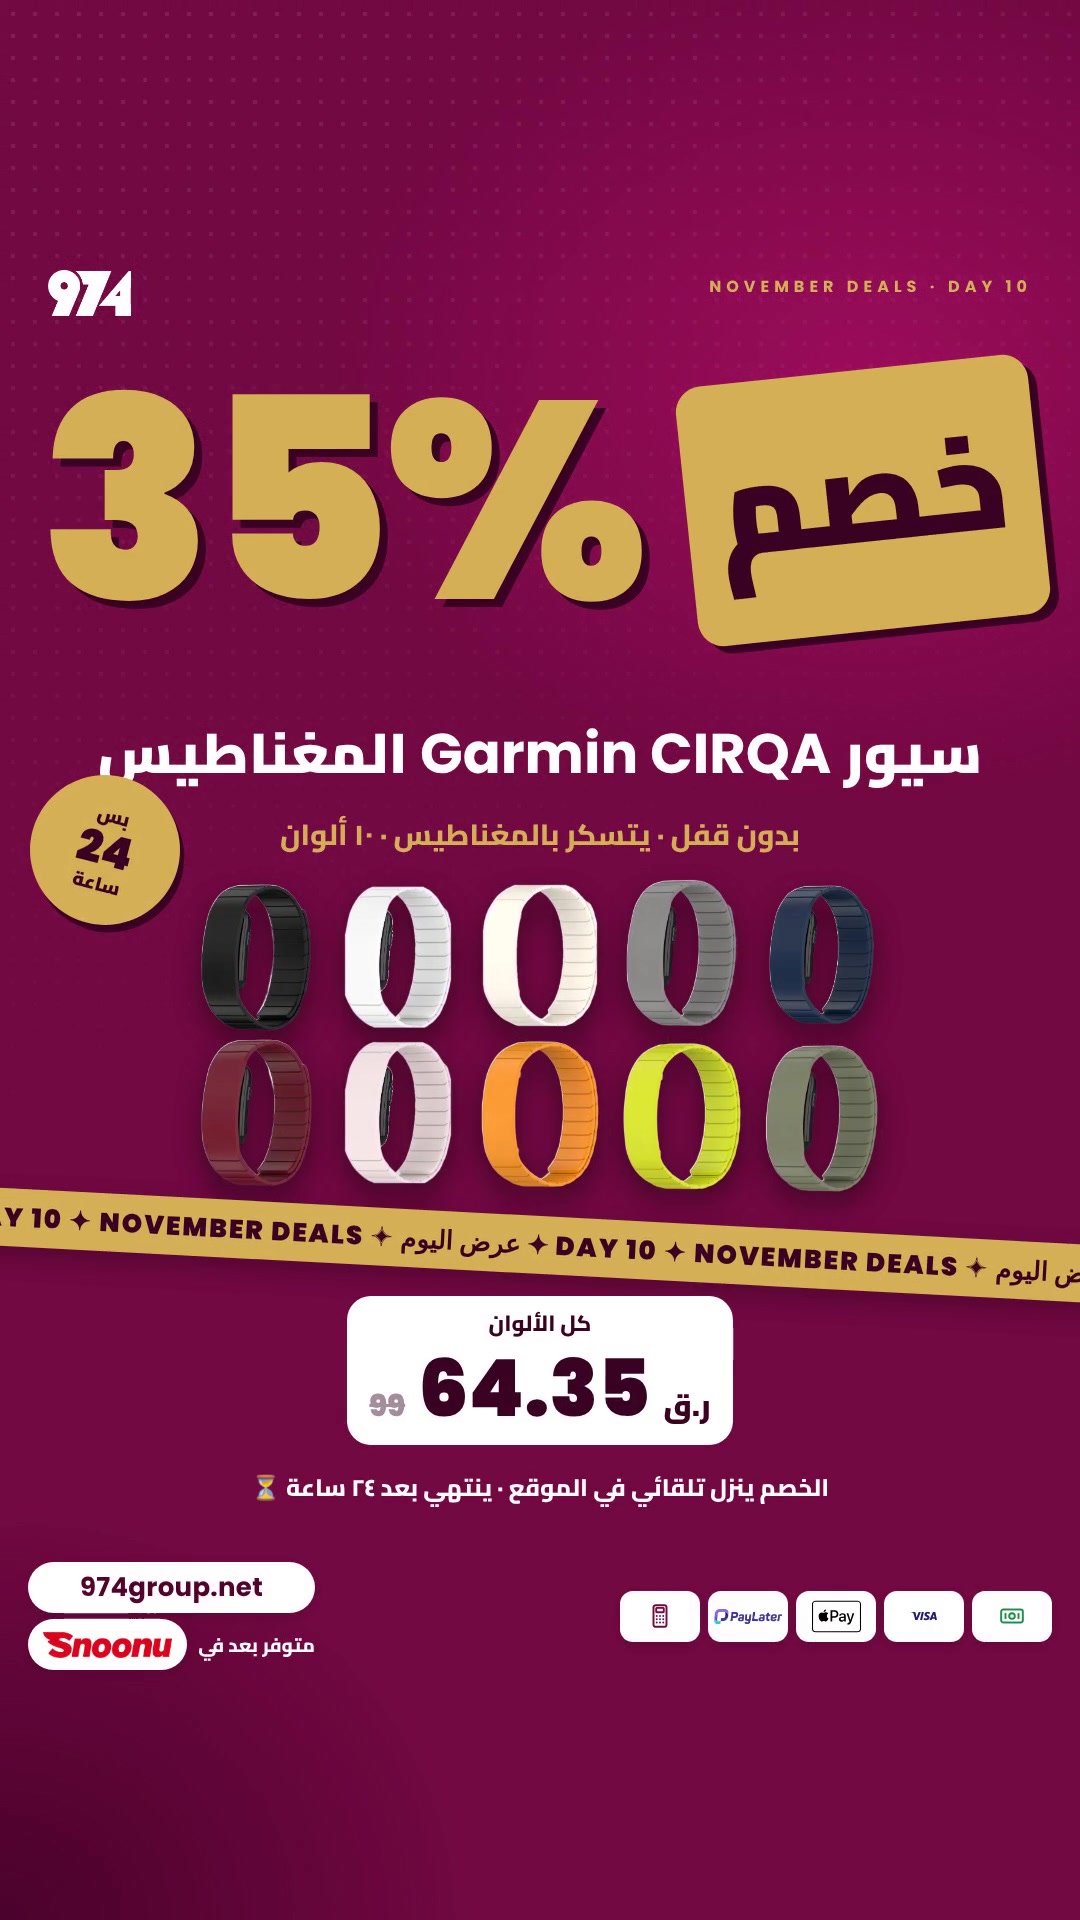 974
NOVEMBER DEALS · DAY 10
35% خصم
سيور Garmin CIRQA المغناطيس
بس
24
ساعة
بدون قفل · يتسكر بالمغناطيس · ١٠ ألوان
AY 10 ✦ NOVEMBER DEALS ✦ عرض اليوم ✦ DAY 10 ✦ NOVEMBER DEALS ✦ ض اليوم
كل الألوان
ر.ق 64.35 99
الخصم ينزل تلقائي في الموقع · ينتهي بعد ٢٤ ساعة ⏳
974group.net
متوفر بعد في Snoonu
PayLater
Pay
VISA